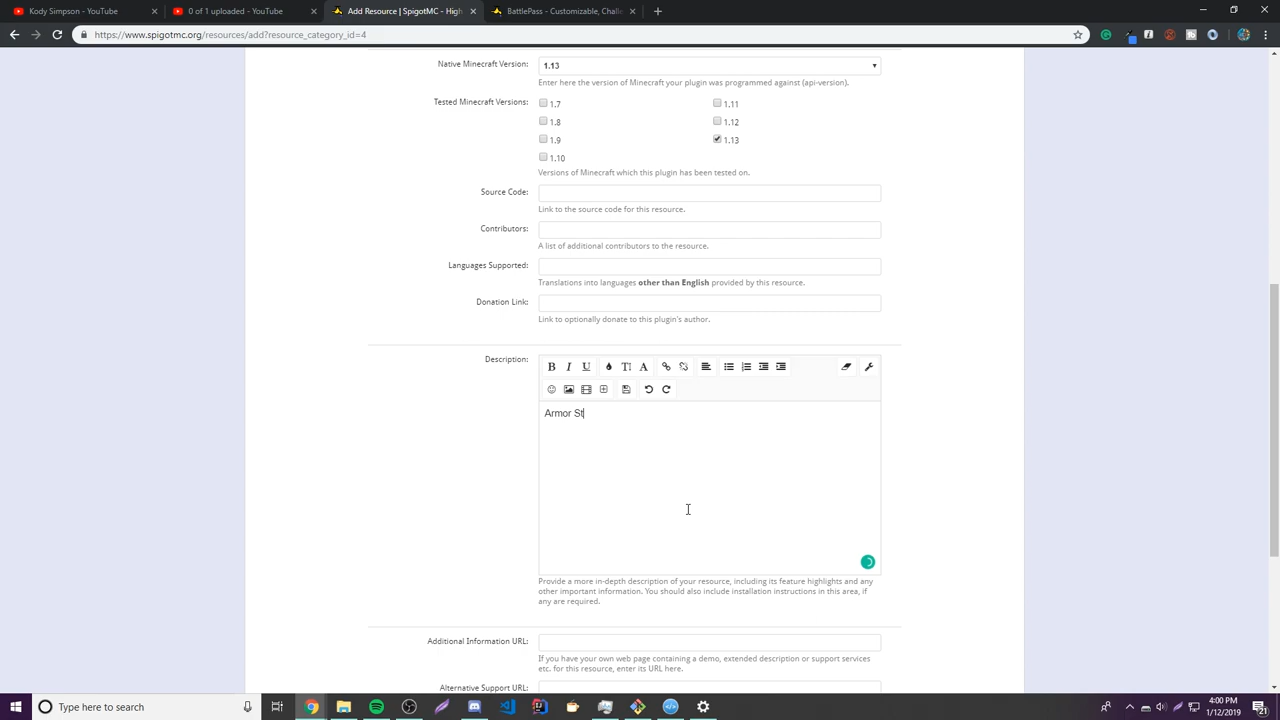 Kody Simpson - YouTube
0 of 1 uploaded - YouTube
Add Resource | SpigotMC - High
BattlePass - Customizable, Challe
https://www.spigotmc.org/resources/add?resource_category_id=4
Native Minecraft Version:
1.13
Enter here the version of Minecraft your plugin was programmed against (api-version).
Tested Minecraft Versions:
1.7
1.11
1.8
1.12
1.9
1.13
1.10
Versions of Minecraft which this plugin has been tested on.
Source Code:
Link to the source code for this resource.
Contributors:
A list of additional contributors to the resource.
Languages Supported:
Translations into languages other than English provided by this resource.
Donation Link:
Link to optionally donate to this plugin's author.
Description:
Armor St
Provide a more in-depth description of your resource, including its feature highlights and any
other important information. You should also include installation instructions in this area, if
any are required.
Additional Information URL:
If you have your own web page containing a demo, extended description or support services
etc. for this resource, enter its URL here.
Alternative Support URL:
Type here to search
4:00 PM
1/12/2019